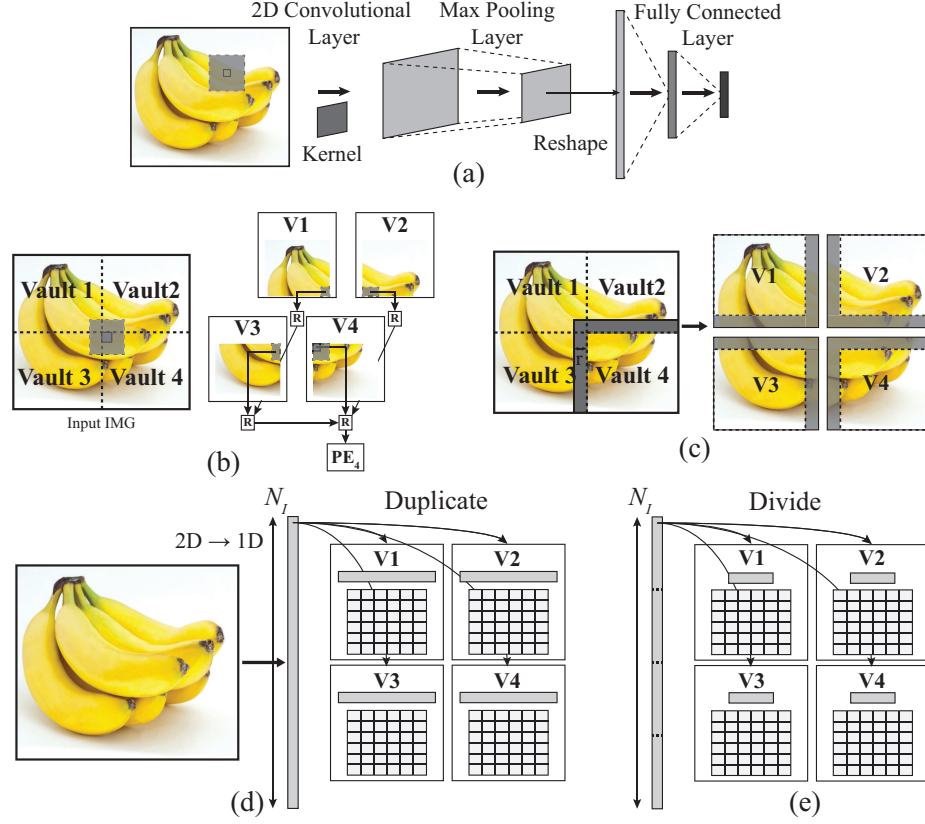 2D Convolutional
Layer
Max Pooling
Layer
Fully Connected
Layer
Kernel
Reshape
(a)
V1
V2
Vault 1
Vault2
Vault 3
Vault 4
Input IMG
R
R
V3
V4
R
R
PE4
(b)
Vault 1
Vault2
Vault 3
Vault 4
r
V1
V2
V3
V4
(c)
NI
2D → 1D
Duplicate
V1
V2
V3
V4
(d)
NI
Divide
V1
V2
V3
V4
(e)